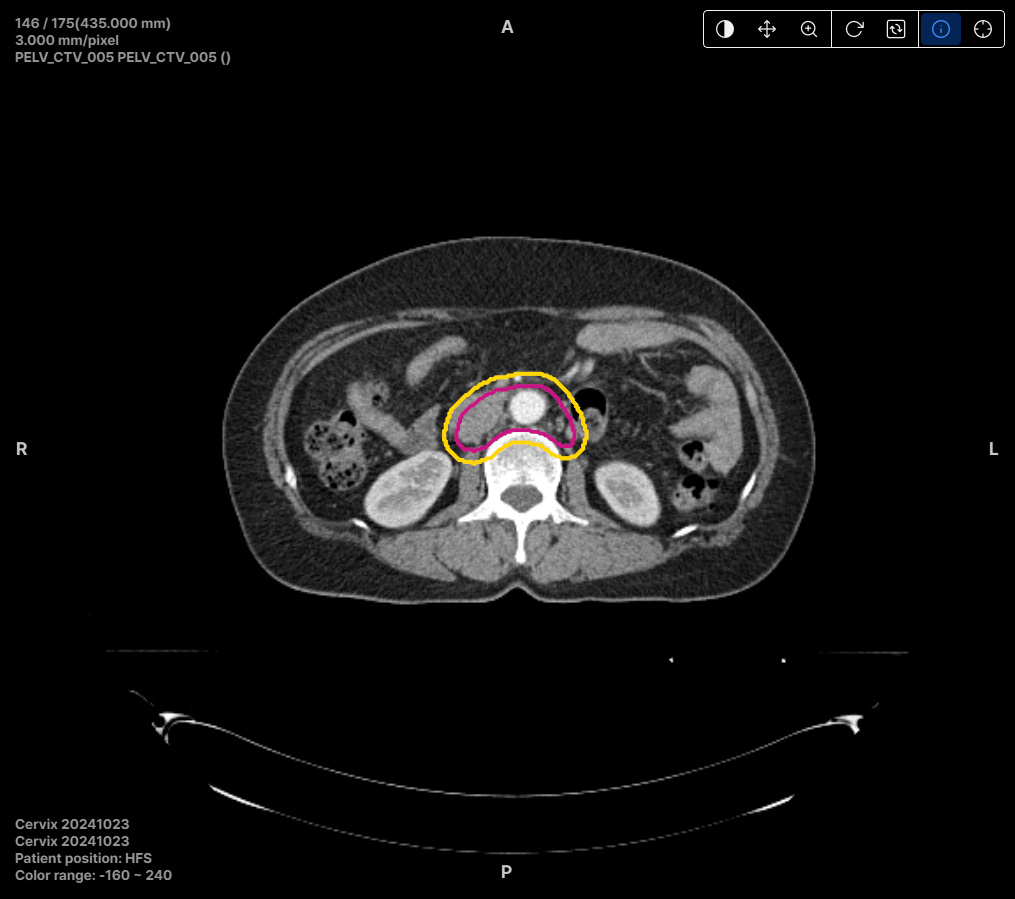 146 / 175(435.000 mm)
3.000 mm/pixel
PELV_CTV_005 PELV_CTV_005 ()
A
R
L
Cervix 20241023
Cervix 20241023
Patient position: HFS
Color range: -160 ~ 240
P